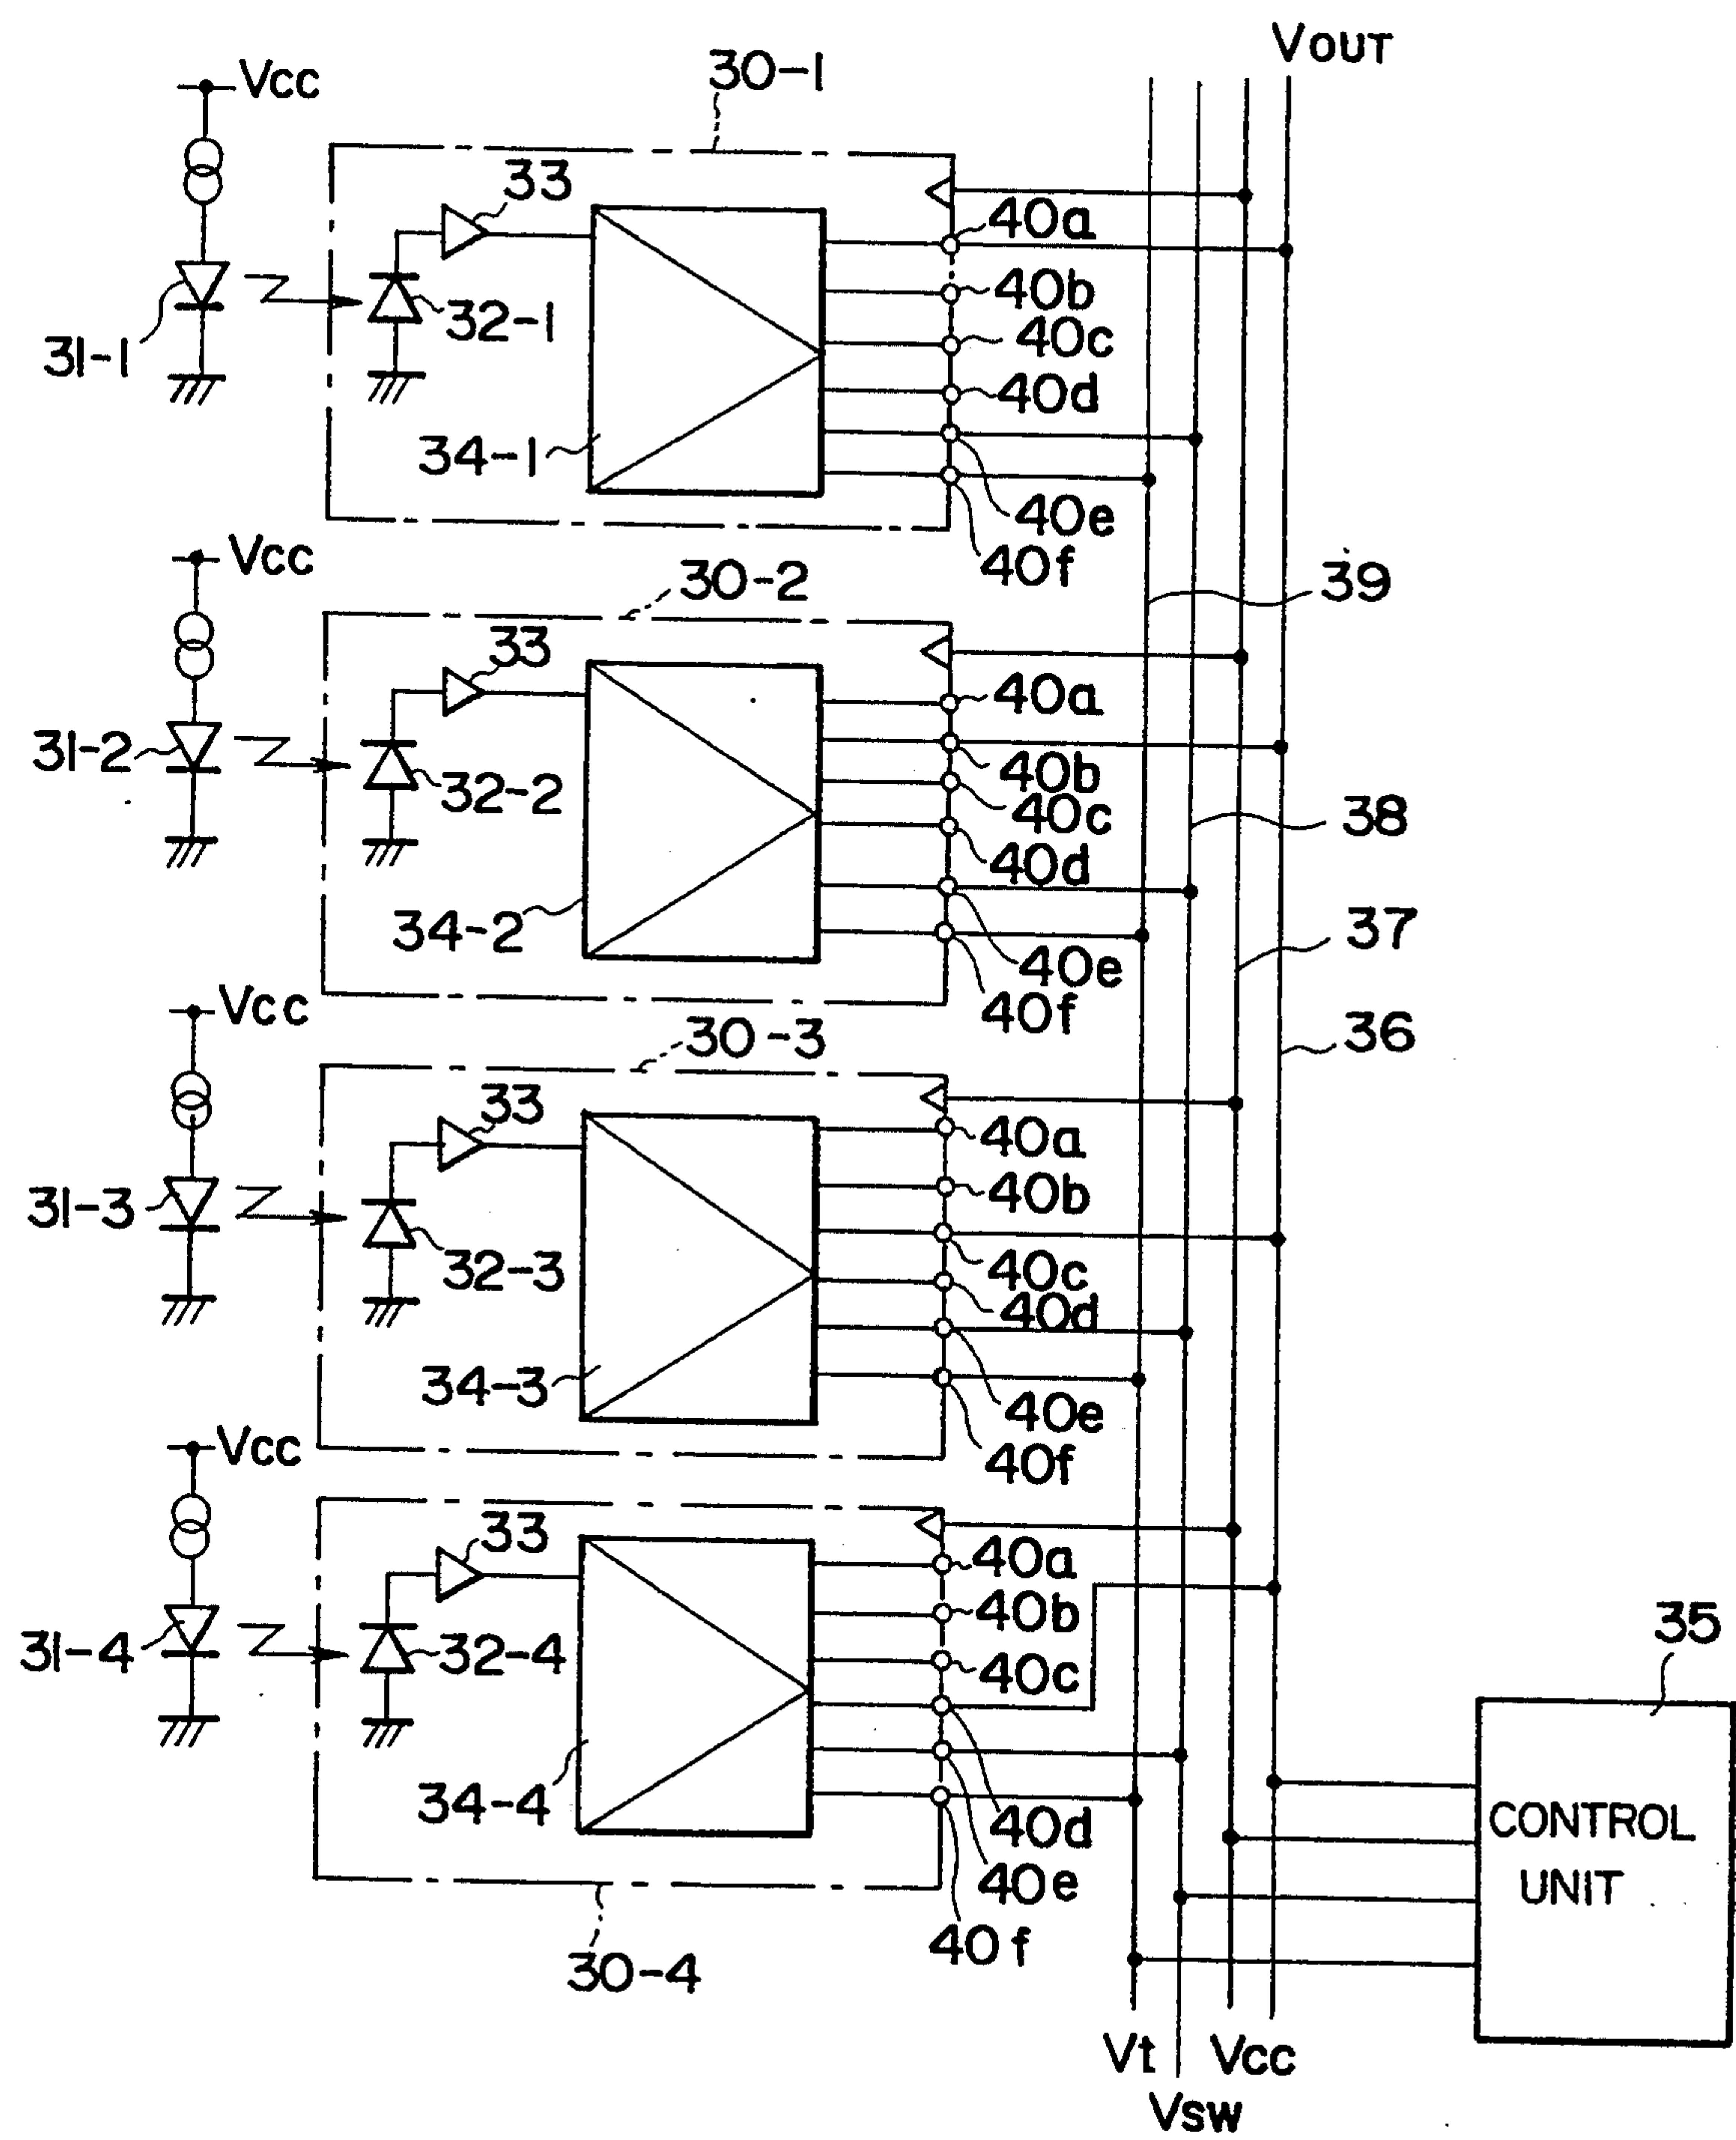 VOUT
30-1
Vcc
33
40a
40b
32-1
40c
31-1
40d
34-1
40e
40f
Vcc
30-2
39
33
40a
31-2
40b
32-2
40c
38
40d
34-2
37
40e
Vcc
40f
30-3
36
33
40a
40b
31-3
32-3
40c
40d
34-3
40e
Vcc
40f
33
40a
40b
35
31-4
32-4
40c
34-4
40d
CONTROL
40e
UNIT
40f
30-4
Vt
Vcc
Vsw